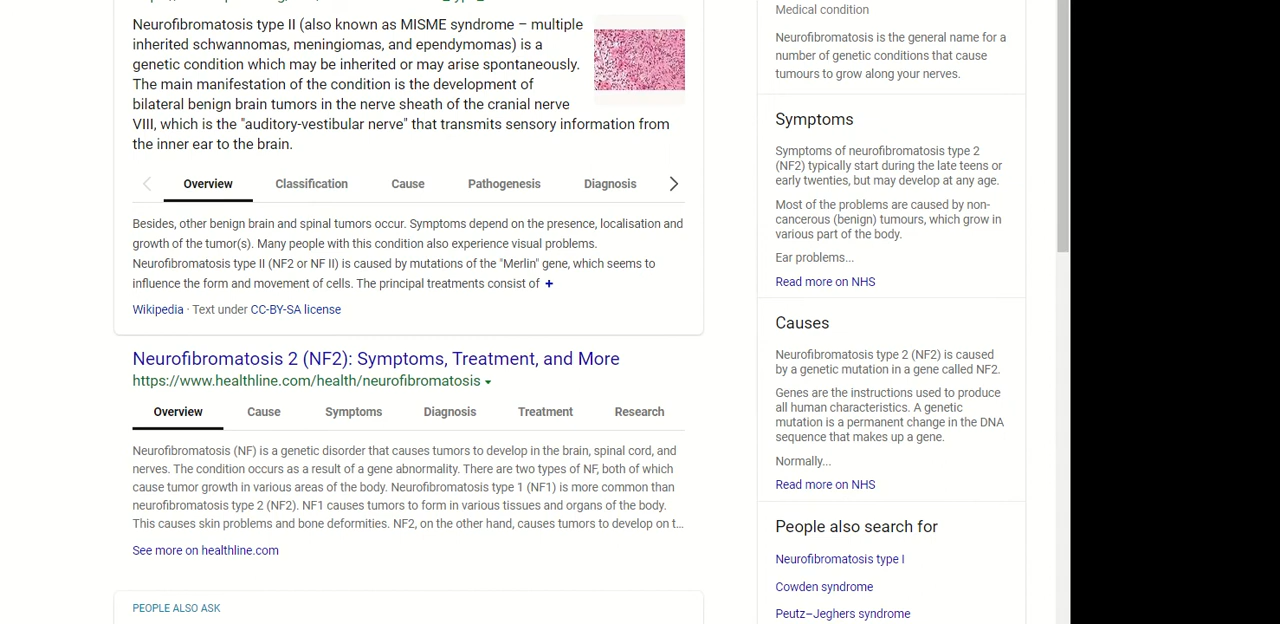 Neurofibromatosis type II (also known as MISME syndrome – multiple
inherited schwannomas, meningiomas, and ependymomas) is a
genetic condition which may be inherited or may arise spontaneously.
The main manifestation of the condition is the development of
bilateral benign brain tumors in the nerve sheath of the cranial nerve
VIII, which is the "auditory-vestibular nerve" that transmits sensory information from
the inner ear to the brain.
Overview Classification Cause Pathogenesis Diagnosis
Besides, other benign brain and spinal tumors occur. Symptoms depend on the presence, localisation and
growth of the tumor(s). Many people with this condition also experience visual problems.
Neurofibromatosis type II (NF2 or NF II) is caused by mutations of the "Merlin" gene, which seems to
influence the form and movement of cells. The principal treatments consist of +
Wikipedia · Text under CC-BY-SA license
Neurofibromatosis 2 (NF2): Symptoms, Treatment, and More
https://www.healthline.com/health/neurofibromatosis
Overview Cause Symptoms Diagnosis Treatment Research
Neurofibromatosis (NF) is a genetic disorder that causes tumors to develop in the brain, spinal cord, and
nerves. The condition occurs as a result of a gene abnormality. There are two types of NF, both of which
cause tumor growth in various areas of the body. Neurofibromatosis type 1 (NF1) is more common than
neurofibromatosis type 2 (NF2). NF1 causes tumors to form in various tissues and organs of the body.
This causes skin problems and bone deformities. NF2, on the other hand, causes tumors to develop on t...
See more on healthline.com
PEOPLE ALSO ASK
Medical condition
Neurofibromatosis is the general name for a
number of genetic conditions that cause
tumours to grow along your nerves.
Symptoms
Symptoms of neurofibromatosis type 2
(NF2) typically start during the late teens or
early twenties, but may develop at any age.
Most of the problems are caused by non-
cancerous (benign) tumours, which grow in
various part of the body.
Ear problems...
Read more on NHS
Causes
Neurofibromatosis type 2 (NF2) is caused
by a genetic mutation in a gene called NF2.
Genes are the instructions used to produce
all human characteristics. A genetic
mutation is a permanent change in the DNA
sequence that makes up a gene.
Normally...
Read more on NHS
People also search for
Neurofibromatosis type I
Cowden syndrome
Peutz–Jeghers syndrome